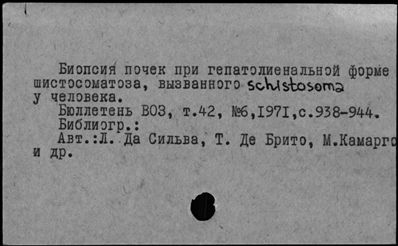 Биопсия почек при гепатолиенальной форме
шистосоматоза, вызванного schistosoma
у человека.
Бюллетень ВОЗ, т.42, №6,1971,с.938-944.
Библиогр.:
Авт.:Л. Да Сильва, Т. Де Брито, М.Камарго
и др.